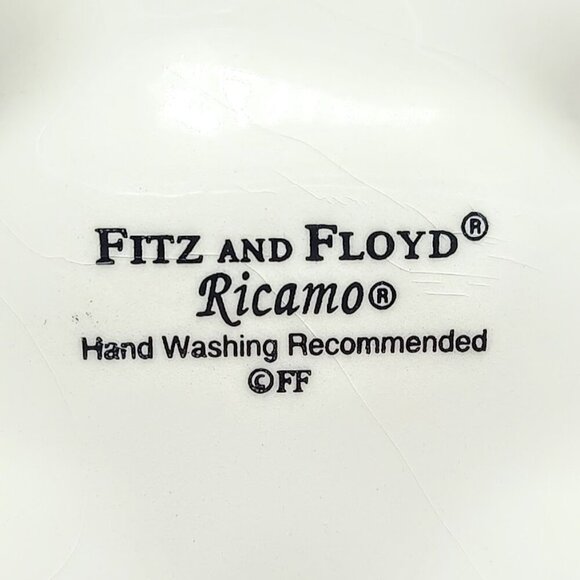 FITZ AND FLOYD®
Ricamo®
Hand Washing Recommended
©FF